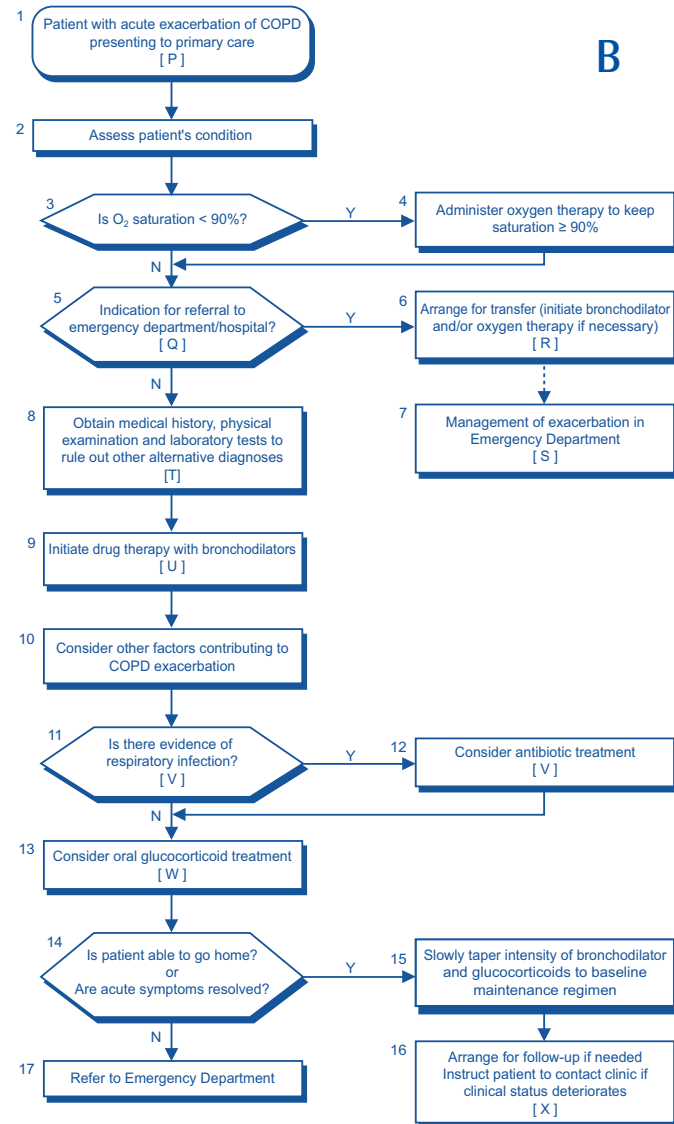 B
1
Patient with acute exacerbation of COPD
presenting to primary care
[ P ]
2
Assess patient's condition
3
Is O₂ saturation < 90%?
Y
4
Administer oxygen therapy to keep
saturation ≥ 90%
N
5
Indication for referral to
emergency department/hospital?
[ Q ]
Y
6
Arrange for transfer (initiate bronchodilator
and/or oxygen therapy if necessary)
[ R ]
N
7
Management of exacerbation in
Emergency Department
[ S ]
8
Obtain medical history, physical
examination and laboratory tests to
rule out other alternative diagnoses
[T]
9
Initiate drug therapy with bronchodilators
[ U ]
10
Consider other factors contributing to
COPD exacerbation
11
Is there evidence of
respiratory infection?
[ V ]
Y
12
Consider antibiotic treatment
[ V ]
N
13
Consider oral glucocorticoid treatment
[ W ]
14
Is patient able to go home?
or
Are acute symptoms resolved?
Y
15
Slowly taper intensity of bronchodilator
and glucocorticoids to baseline
maintenance regimen
N
16
Arrange for follow-up if needed
Instruct patient to contact clinic if
clinical status deteriorates
[ X ]
17
Refer to Emergency Department